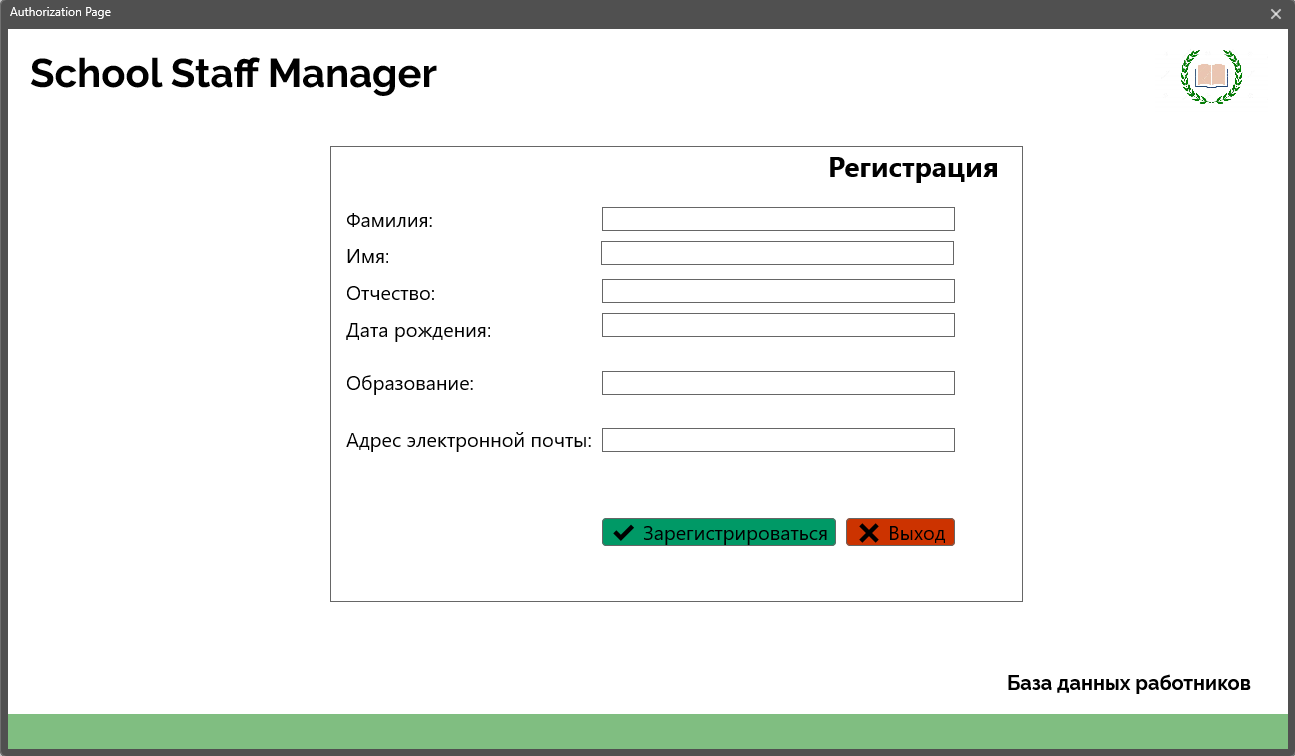 Authorization Page
School Staff Manager
Регистрация
Фамилия:
Имя:
Отчество:
Дата рождения:
Образование:
Адрес электронной почты:
Зарегистрироваться
Выход
База данных работников